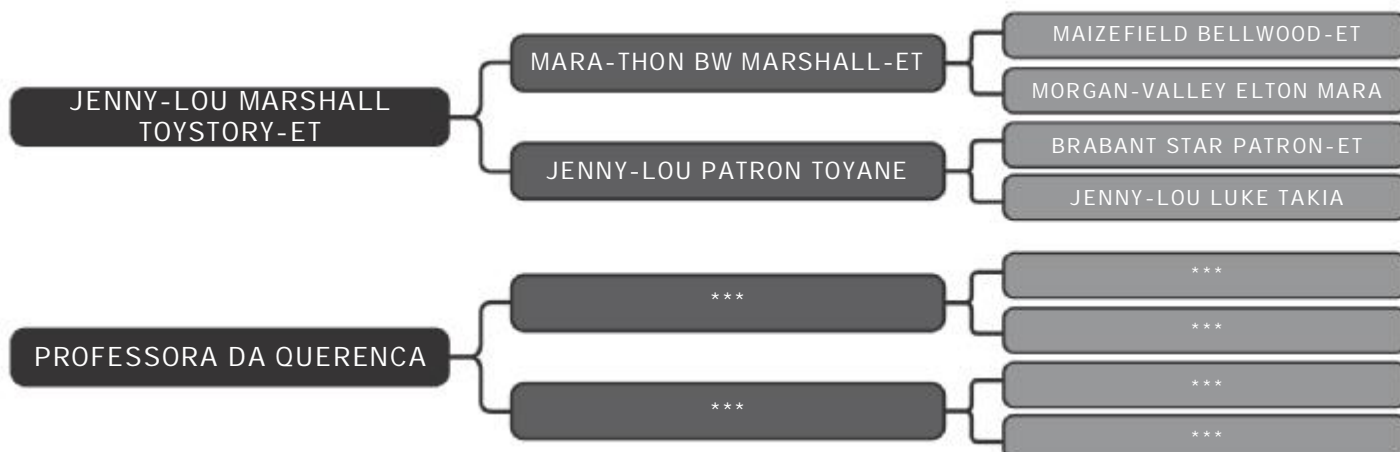 JENNY-LOU MARSHALL
TOYSTORY-ET
MARA-THON BW MARSHALL-ET
JENNY-LOU PATRON TOYANE
MAIZEFIELD BELLWOOD-ET
MORGAN-VALLEY ELTON MARA
BRABANT STAR PATRON-ET
JENNY-LOU LUKE TAKIA
PROFESSORA DA QUERENCA
***
***
***
***
***
***